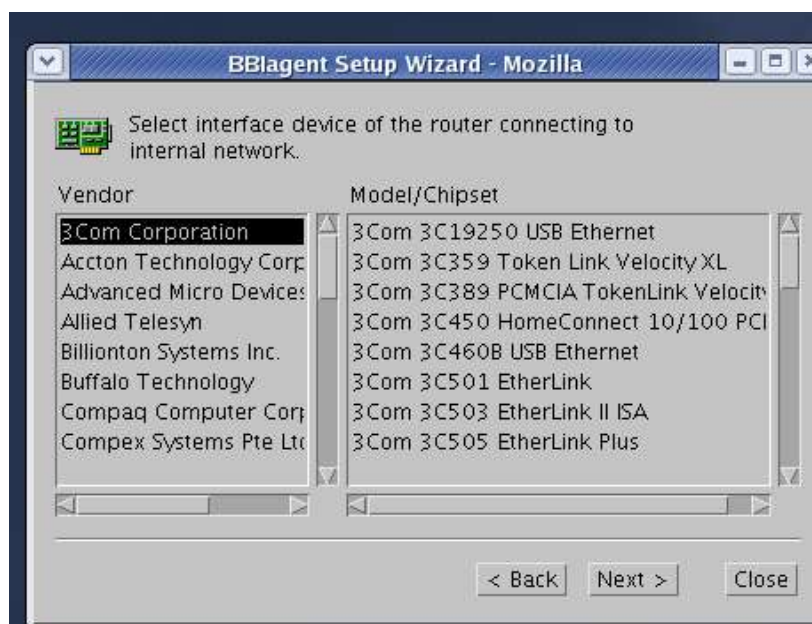 BBIagent Setup Wizard - Mozilla
Select interface device of the router connecting to
internal network.
Vendor
3Com Corporation
Accton Technology Corp
Advanced Micro Devices
Allied Telesyn
Billionton Systems Inc.
Buffalo Technology
Compaq Computer Corp
Compex Systems Pte Ltd
Model/Chipset
3Com 3C19250 USB Ethernet
3Com 3C359 Token Link Velocity XL
3Com 3C389 PCMCIA TokenLink Velocit
3Com 3C450 HomeConnect 10/100 PCI
3Com 3C460B USB Ethernet
3Com 3C501 EtherLink
3Com 3C503 EtherLink II ISA
3Com 3C505 EtherLink Plus
< Back Next > Close